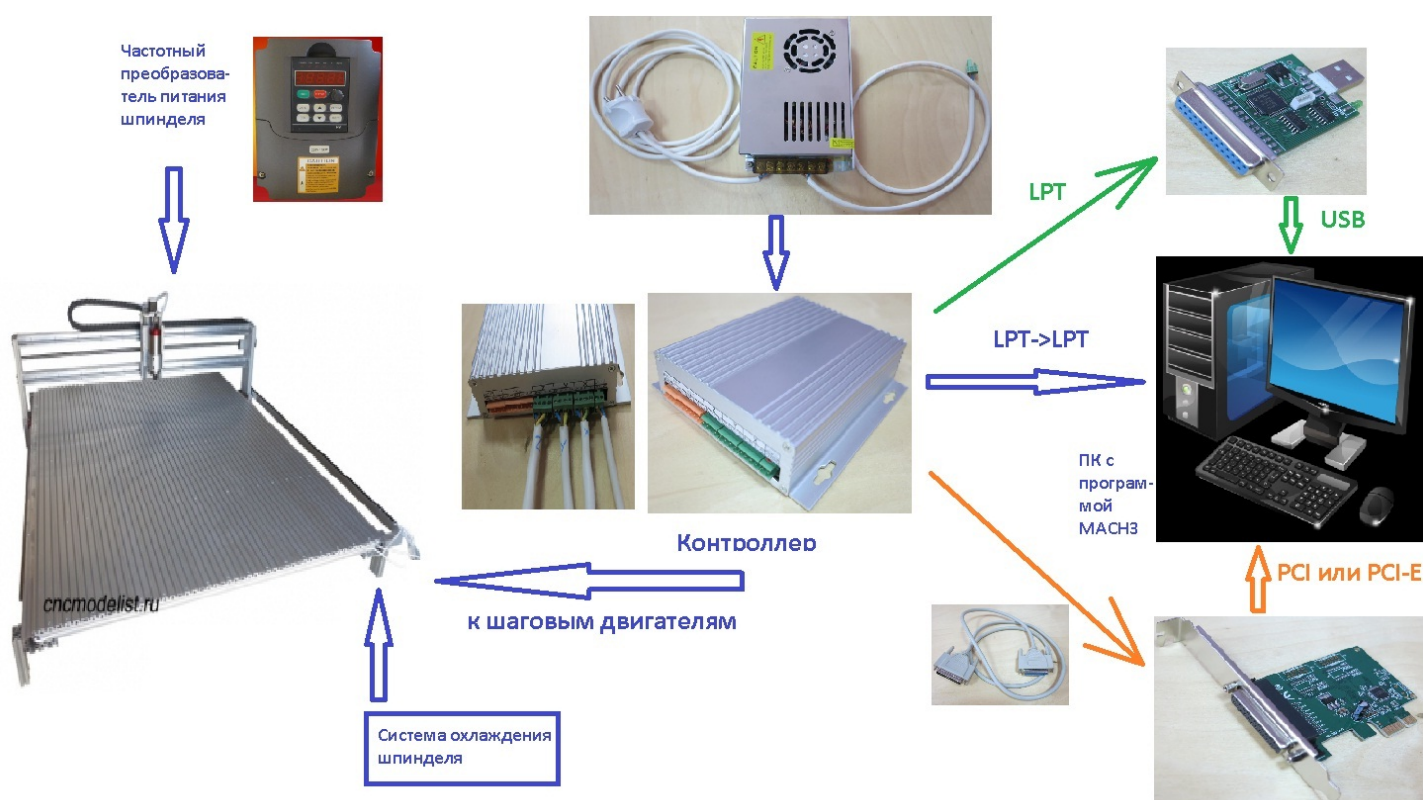 Частотный
преобразова-
тель питания
шпинделя
LPT
USB
LPT->LPT
ПК с
програм-
мой
MACH3
Контроллер
PCI или PCI-E
к шаговым двигателям
cncmodelist.ru
Система охлаждения
шпинделя